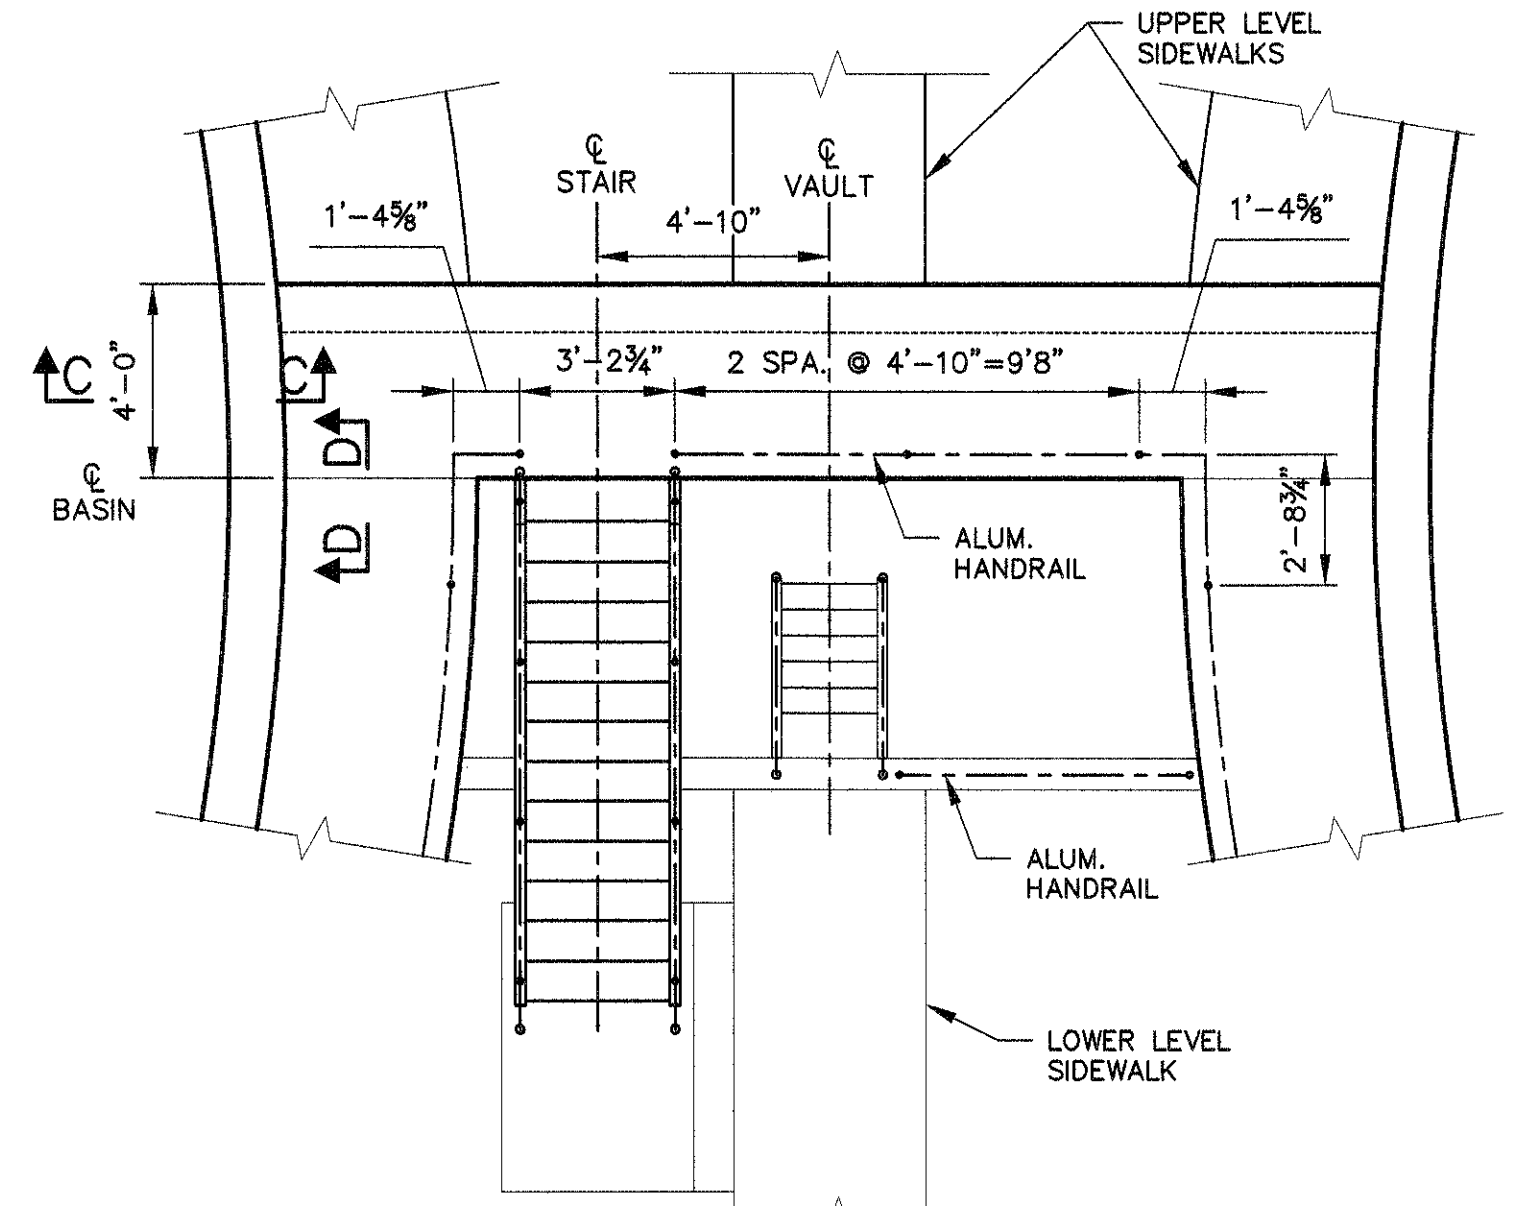 UPPER LEVEL
SIDEWALKS
℄
STAIR
℄
VAULT
1'-4⅝"
4'-10"
1'-4⅝"
4'-0"
C
C
3'-2¾"
2 SPA. @ 4'-10"=9'8"
D
℄
BASIN
D
2'-8¾"
ALUM.
HANDRAIL
ALUM.
HANDRAIL
LOWER LEVEL
SIDEWALK